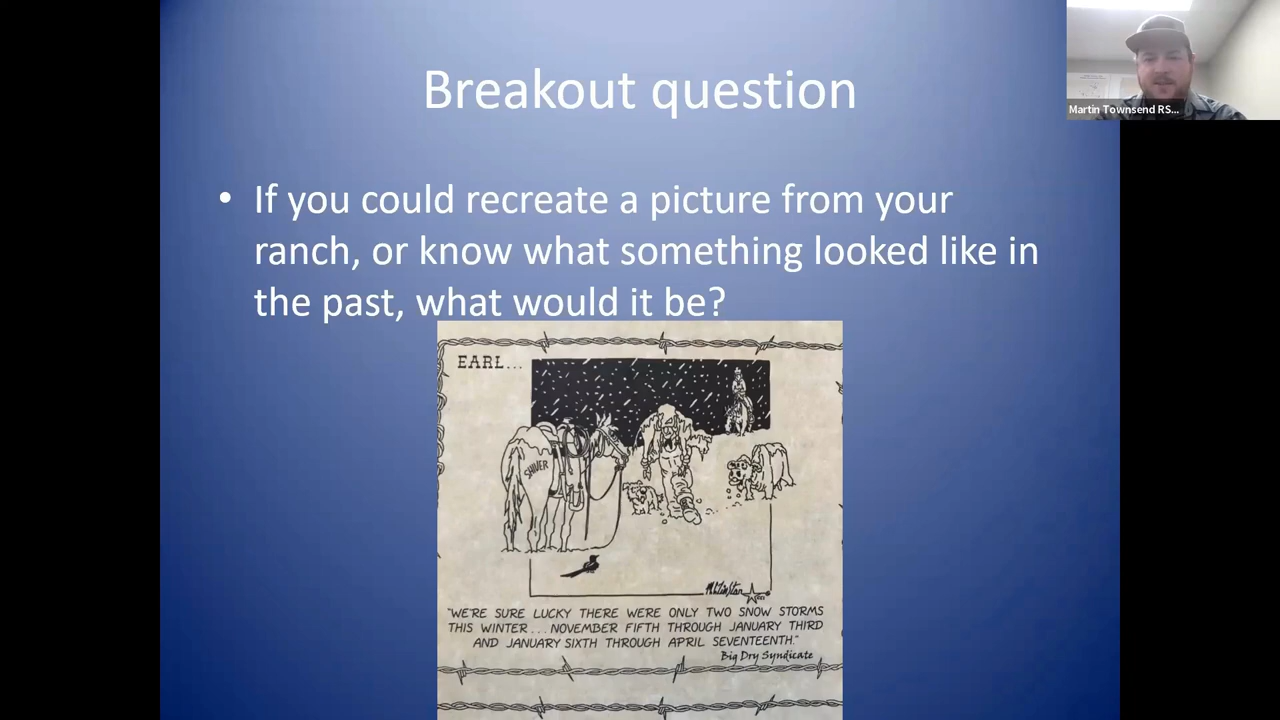 Breakout question
Martin Townsend RS...
• If you could recreate a picture from your
ranch, or know what something looked like in
the past, what would it be?
EARL...
SHIVER
"WE'RE SURE LUCKY THERE WERE ONLY TWO SNOW STORMS
THIS WINTER... NOVEMBER FIFTH THROUGH JANUARY THIRD
AND JANUARY SIXTH THROUGH APRIL SEVENTEENTH."
Big Dry Syndicate